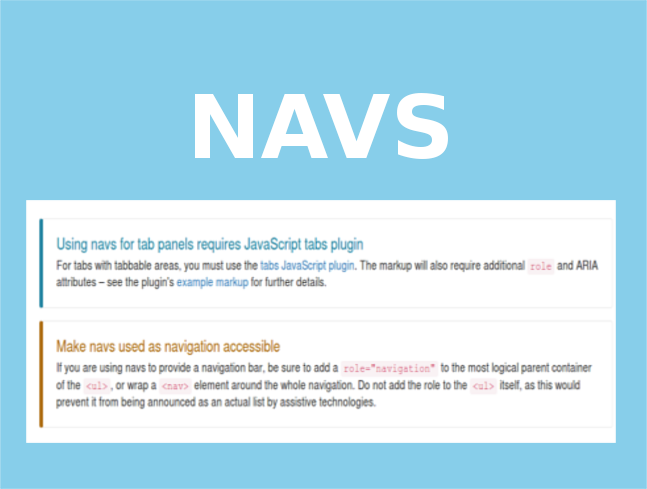 NAVS
Using navs for tab panels requires JavaScript tabs plugin
For tabs with tabbable areas, you must use the tabs JavaScript plugin. The markup will also require additional role and ARIA
attributes – see the plugin's example markup for further details.
Make navs used as navigation accessible
If you are using navs to provide a navigation bar, be sure to add a role="navigation" to the most logical parent container
of the <ul>, or wrap a <nav> element around the whole navigation. Do not add the role to the <ul> itself, as this would
prevent it from being announced as an actual list by assistive technologies.